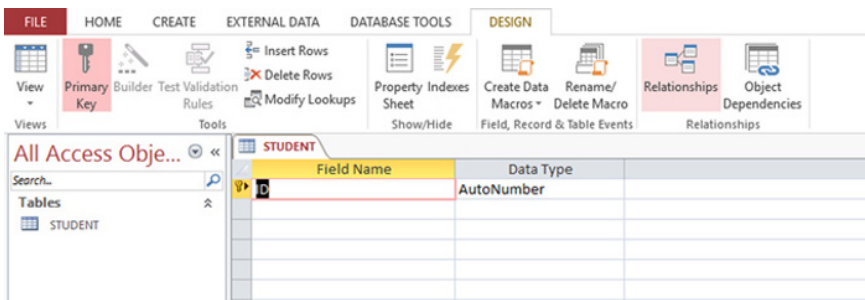 FILE HOME CREATE EXTERNAL DATA DATABASE TOOLS DESIGN
View
Primary Key
Builder
Test Validation Rules
Insert Rows
Delete Rows
Modify Lookups
Property Sheet
Indexes
Create Data Macros
Rename/ Delete Macro
Relationships
Object Dependencies
Views Tools Show/Hide Field, Record & Table Events Relationships
All Access Obje...
Search...
Tables
STUDENT
STUDENT
Field Name Data Type
ID AutoNumber